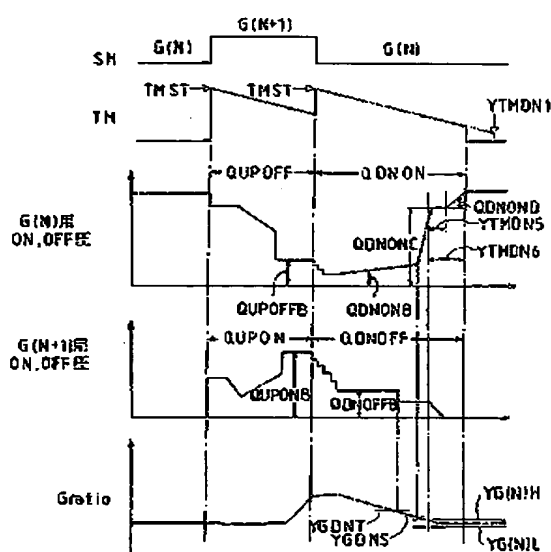 G(N+1)
G(N)
G(N)
SH
TMST
TMST
YTMDN1
TM
QUPOFF
QDNON
G(N)用
ON,OFF圧
QDNOND
YTMDN5
QDNONC
YTMDN6
QUPOFFB
QDNONB
QUPON
QDNOFF
G(N+1)用
ON,OFF圧
QUPONB
QDNOFFB
Gratio
YGDNT
YGDNS
YG(N)H
YG(N)L